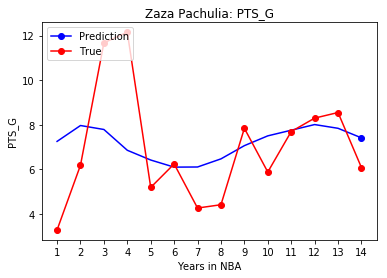 Zaza Pachulia: PTS_G
Prediction
True
12
10
8
6
4
PTS_G
1 2 3 4 5 6 7 8 9 10 11 12 13 14
Years in NBA